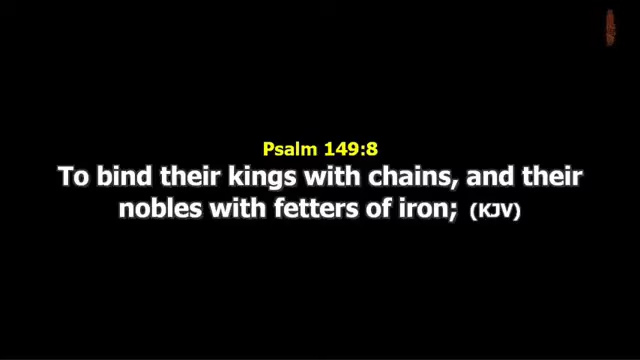 Psalm 149:8
To bind their kings with chains, and their
nobles with fetters of iron; (KJV)